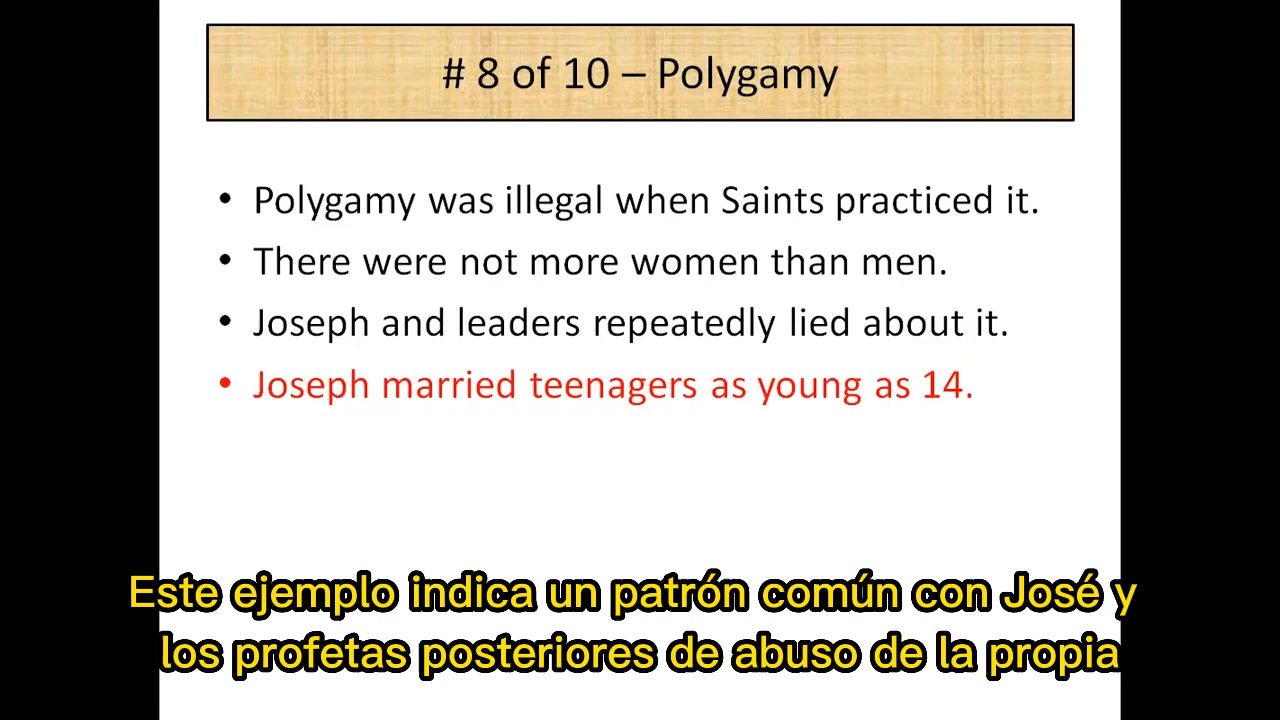 # 8 of 10 – Polygamy
• Polygamy was illegal when Saints practiced it.
• There were not more women than men.
• Joseph and leaders repeatedly lied about it.
• Joseph married teenagers as young as 14.
Este ejemplo indica un patrón común con José y
los profetas posteriores de abuso de la propia